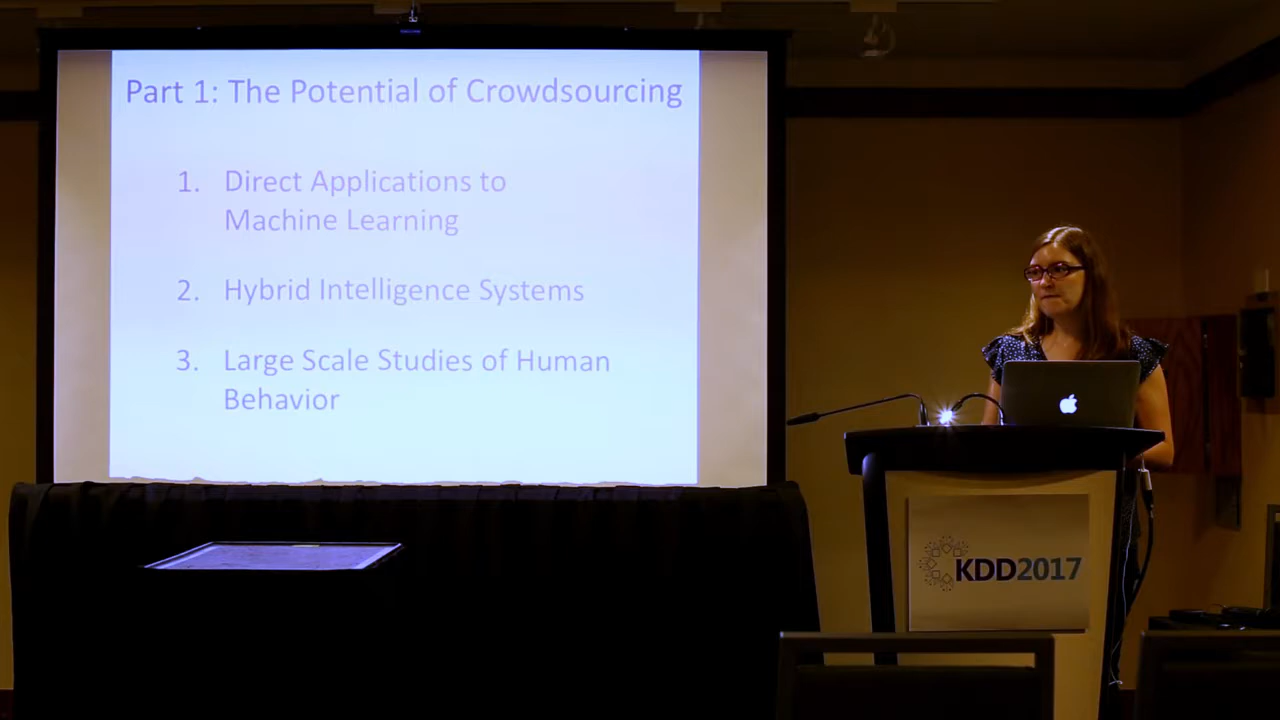 Part 1: The Potential of Crowdsourcing
1. Direct Applications to
Machine Learning
2. Hybrid Intelligence Systems
3. Large Scale Studies of Human
Behavior
KDD2017